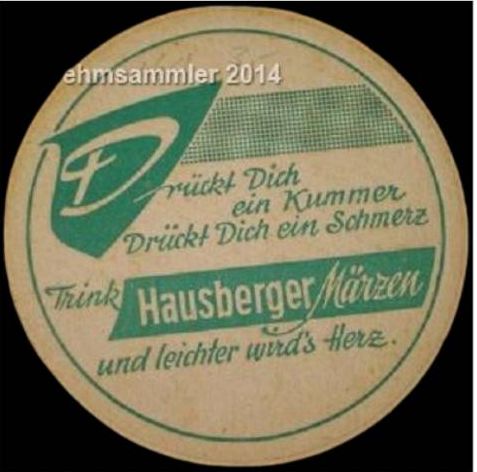 ehmsammler 2014
Drückt Dich
ein Kummer
Drückt Dich ein Schmerz
Trink Hausberger Märzen
und leichter wird's Herz.